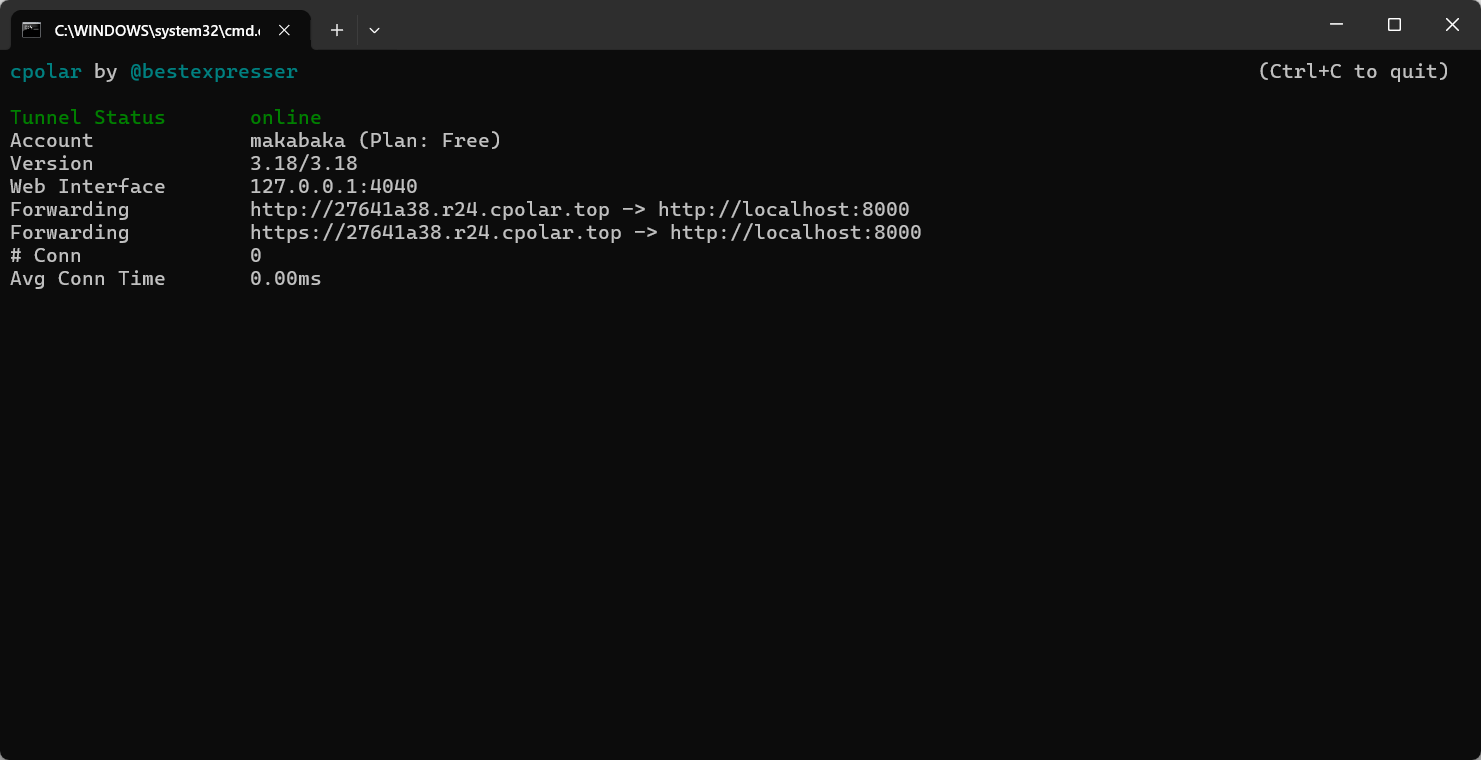 C:\WINDOWS\system32\cmd.
cpolar by @bestexpresser (Ctrl+C to quit)
Tunnel Status online
Account makabaka (Plan: Free)
Version 3.18/3.18
Web Interface 127.0.0.1:4040
Forwarding http://27641a38.r24.cpolar.top -> http://localhost:8000
Forwarding https://27641a38.r24.cpolar.top -> http://localhost:8000
# Conn 0
Avg Conn Time 0.00ms